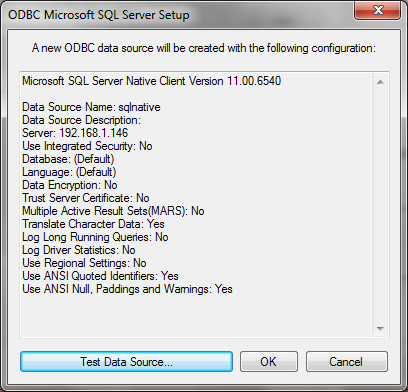 ODBC Microsoft SQL Server Setup
A new ODBC data source will be created with the following configuration:
Microsoft SQL Server Native Client Version 11.00.6540
Data Source Name: sqlnative
Data Source Description:
Server: 192.168.1.146
Use Integrated Security: No
Database: (Default)
Language: (Default)
Data Encryption: No
Trust Server Certificate: No
Multiple Active Result Sets(MARS): No
Translate Character Data: Yes
Log Long Running Queries: No
Log Driver Statistics: No
Use Regional Settings: No
Use ANSI Quoted Identifiers: Yes
Use ANSI Null, Paddings and Warnings: Yes
Test Data Source... OK Cancel